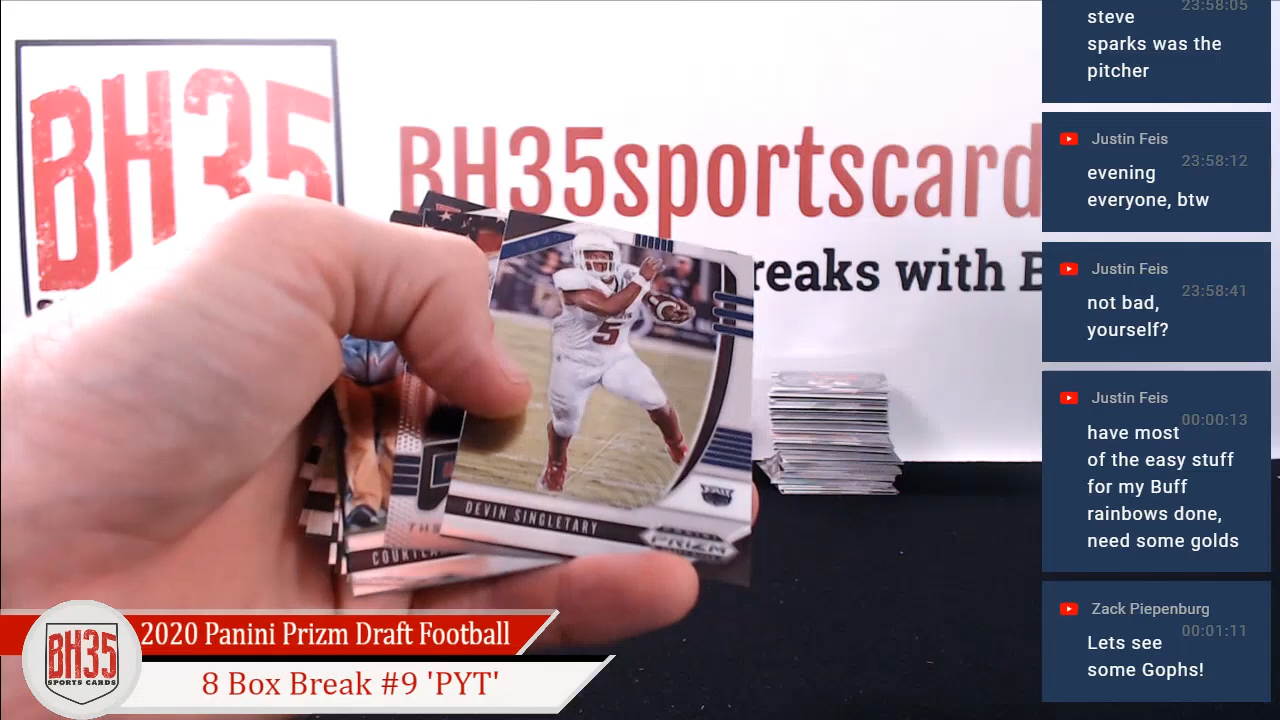 BH35
BH35sportscard
reaks with B
5
DEVIN SINGLETARY
PANINI
PRIZM
COURTLA
BH35
SPORTS CARDS
2020 Panini Prizm Draft Football
8 Box Break #9 'PYT'
23:58:05
steve
sparks was the
pitcher
Justin Feis
23:58:12
evening
everyone, btw
Justin Feis
23:58:41
not bad,
yourself?
Justin Feis
00:00:13
have most
of the easy stuff
for my Buff
rainbows done,
need some golds
Zack Piepenburg
00:01:11
Lets see
some Gophs!